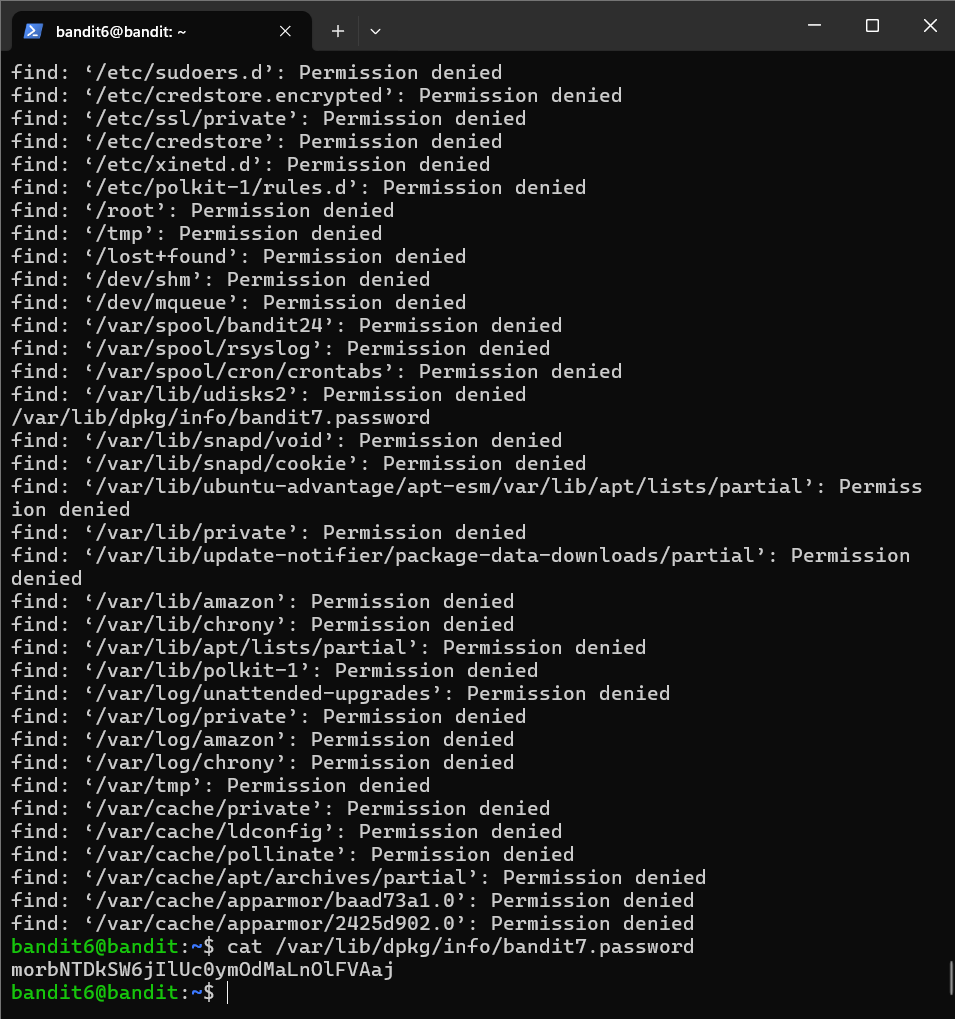 bandit6@bandit: ~
find: ‘/etc/sudoers.d’: Permission denied
find: ‘/etc/credstore.encrypted’: Permission denied
find: ‘/etc/ssl/private’: Permission denied
find: ‘/etc/credstore’: Permission denied
find: ‘/etc/xinetd.d’: Permission denied
find: ‘/etc/polkit-1/rules.d’: Permission denied
find: ‘/root’: Permission denied
find: ‘/tmp’: Permission denied
find: ‘/lost+found’: Permission denied
find: ‘/dev/shm’: Permission denied
find: ‘/dev/mqueue’: Permission denied
find: ‘/var/spool/bandit24’: Permission denied
find: ‘/var/spool/rsyslog’: Permission denied
find: ‘/var/spool/cron/crontabs’: Permission denied
find: ‘/var/lib/udisks2’: Permission denied
/var/lib/dpkg/info/bandit7.password
find: ‘/var/lib/snapd/void’: Permission denied
find: ‘/var/lib/snapd/cookie’: Permission denied
find: ‘/var/lib/ubuntu-advantage/apt-esm/var/lib/apt/lists/partial’: Permiss
ion denied
find: ‘/var/lib/private’: Permission denied
find: ‘/var/lib/update-notifier/package-data-downloads/partial’: Permission
denied
find: ‘/var/lib/amazon’: Permission denied
find: ‘/var/lib/chrony’: Permission denied
find: ‘/var/lib/apt/lists/partial’: Permission denied
find: ‘/var/lib/polkit-1’: Permission denied
find: ‘/var/log/unattended-upgrades’: Permission denied
find: ‘/var/log/private’: Permission denied
find: ‘/var/log/amazon’: Permission denied
find: ‘/var/log/chrony’: Permission denied
find: ‘/var/tmp’: Permission denied
find: ‘/var/cache/private’: Permission denied
find: ‘/var/cache/ldconfig’: Permission denied
find: ‘/var/cache/pollinate’: Permission denied
find: ‘/var/cache/apt/archives/partial’: Permission denied
find: ‘/var/cache/apparmor/baad73a1.0’: Permission denied
find: ‘/var/cache/apparmor/2425d902.0’: Permission denied
bandit6@bandit:~$ cat /var/lib/dpkg/info/bandit7.password
morbNTDkSW6jIlUc0ymOdMaLnOlFVAaj
bandit6@bandit:~$